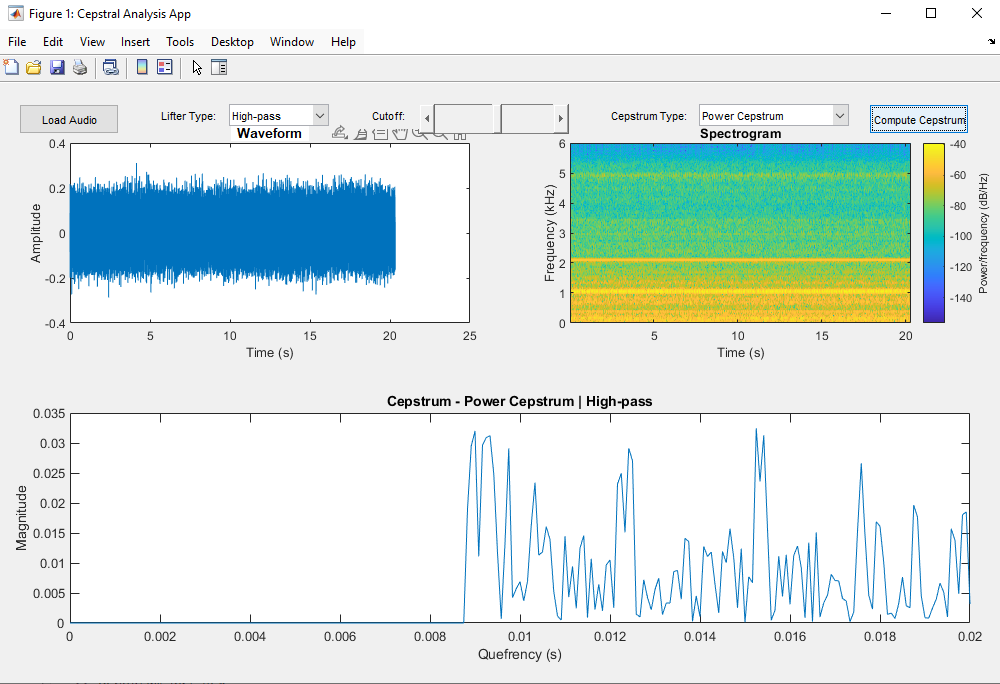 Figure 1: Cepstral Analysis App
File Edit View Insert Tools Desktop Window Help
Load Audio Lifter Type: High-pass Cutoff: Cepstrum Type: Power Cepstrum Compute Cepstrum
Waveform
0.4
0.2
0
-0.2
-0.4
Amplitude
0 5 10 15 20 25
Time (s)
Spectrogram
6
5
4
3
2
1
0
Frequency (kHz)
5 10 15 20
Time (s)
-40
-60
-80
-100
-120
-140
Power/frequency (dB/Hz)
Cepstrum - Power Cepstrum | High-pass
0.035
0.03
0.025
0.02
0.015
0.01
0.005
0
Magnitude
0 0.002 0.004 0.006 0.008 0.01 0.012 0.014 0.016 0.018 0.02
Quefrency (s)